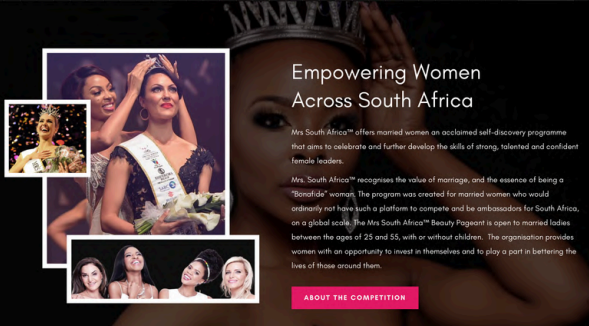 Empowering Women
Across South Africa
Mrs South Africa™ offers married women an acclaimed self-discovery programme
that aims to celebrate and further develop the skills of strong, talented and confident
female leaders.
Mrs. South Africa™ recognises the value of marriage, and the essence of being a
"Bonafide" woman. The program was created for married women who would
ordinarily not have such a platform to compete and be ambassadors for South Africa,
on a global scale. The Mrs South Africa™ Beauty Pageant is open to married ladies
between the ages of 25 and 55, with or without children. The organisation provides
women with an opportunity to invest in themselves and to play a part in bettering the
lives of those around them.
ABOUT THE COMPETITION